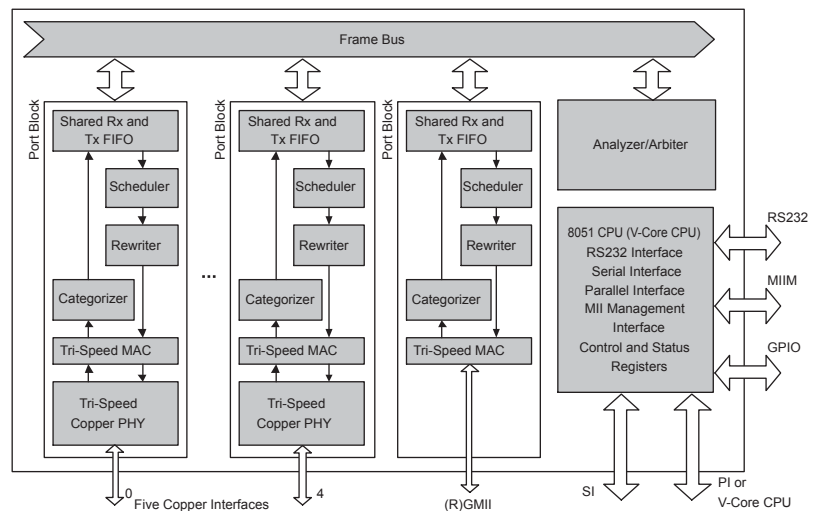 Frame Bus
Port Block
Shared Rx and
Tx FIFO
Scheduler
Rewriter
Categorizer
Tri-Speed MAC
Tri-Speed
Copper PHY
0
...
Port Block
Shared Rx and
Tx FIFO
Scheduler
Rewriter
Categorizer
Tri-Speed MAC
Tri-Speed
Copper PHY
4
Five Copper Interfaces
Port Block
Shared Rx and
Tx FIFO
Scheduler
Rewriter
Categorizer
Tri-Speed MAC
(R)GMII
Analyzer/Arbiter
8051 CPU (V-Core CPU)
RS232 Interface
Serial Interface
Parallel Interface
MII Management
Interface
Control and Status
Registers
RS232
MIIM
GPIO
SI
PI or
V-Core CPU